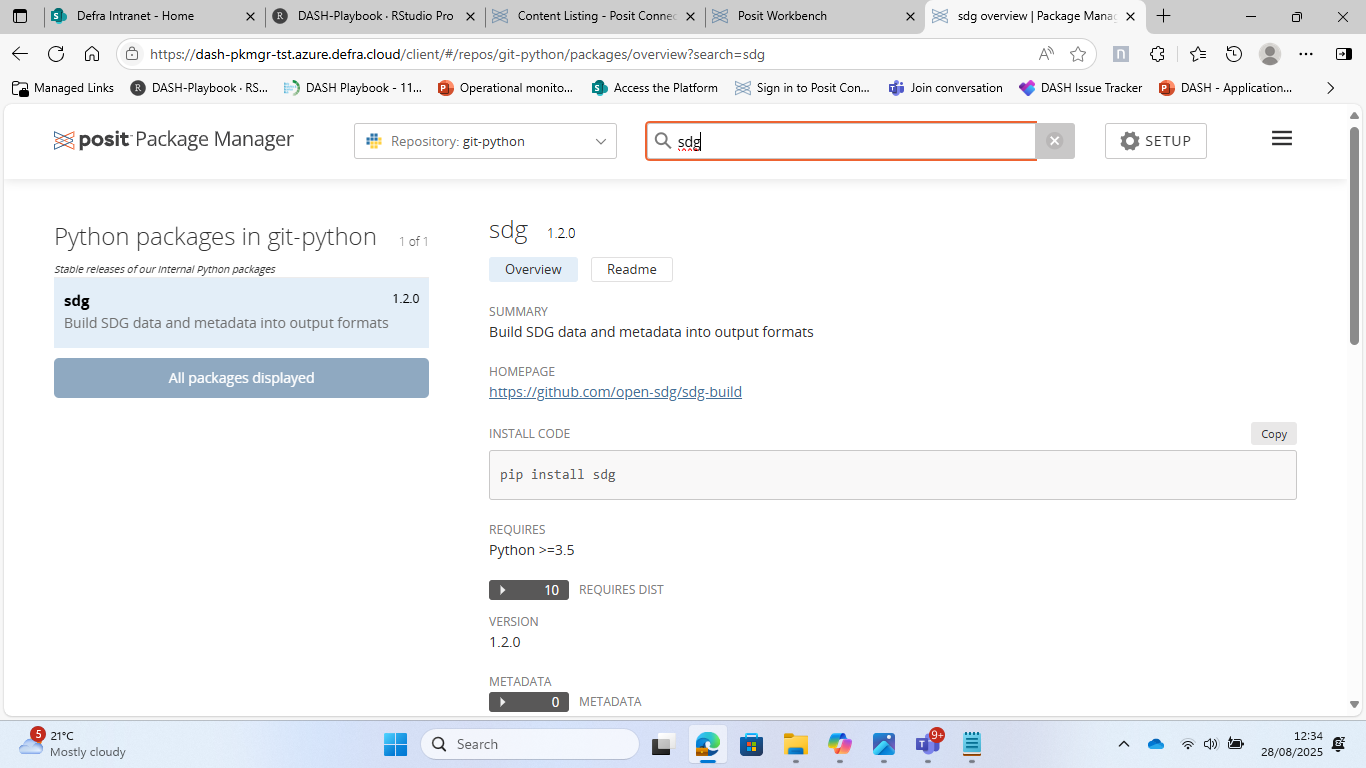 Defra Intranet - Home
DASH-Playbook · RStudio Pro
Content Listing - Posit Connec
Posit Workbench
sdg overview | Package Manag
https://dash-pkmgr-tst.azure.defra.cloud/client/#/repos/git-python/packages/overview?search=sdg
Managed Links
DASH-Playbook · RS...
DASH Playbook - 11...
Operational monito...
Access the Platform
Sign in to Posit Con...
Join conversation
DASH Issue Tracker
DASH - Application...
posit Package Manager
Repository: git-python
sdg
SETUP
Python packages in git-python 1 of 1
Stable releases of our internal Python packages
sdg 1.2.0
Build SDG data and metadata into output formats
All packages displayed
sdg 1.2.0
Overview Readme
SUMMARY
Build SDG data and metadata into output formats
HOMEPAGE
https://github.com/open-sdg/sdg-build
INSTALL CODE Copy
pip install sdg
REQUIRES
Python >=3.5
10 REQUIRES DIST
VERSION
1.2.0
METADATA
0 METADATA
5
21°C
Mostly cloudy
Search
9+
12:34
28/08/2025